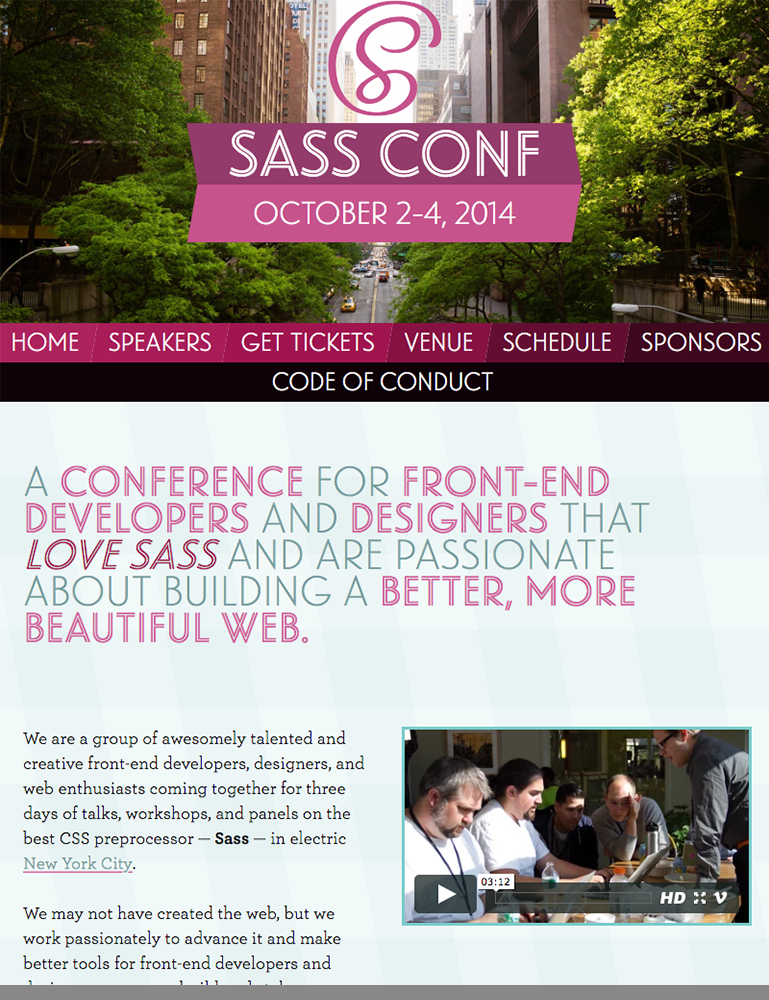 SASS CONF
OCTOBER 2-4, 2014
HOME SPEAKERS GET TICKETS VENUE SCHEDULE SPONSORS
CODE OF CONDUCT
A CONFERENCE FOR FRONT-END
DEVELOPERS AND DESIGNERS THAT
LOVE SASS AND ARE PASSIONATE
ABOUT BUILDING A BETTER, MORE
BEAUTIFUL WEB.
We are a group of awesomely talented and
creative front-end developers, designers, and
web enthusiasts coming together for three
days of talks, workshops, and panels on the
best CSS preprocessor — Sass — in electric
New York City.
03:12
HD
We may not have created the web, but we
work passionately to advance it and make
better tools for front-end developers and